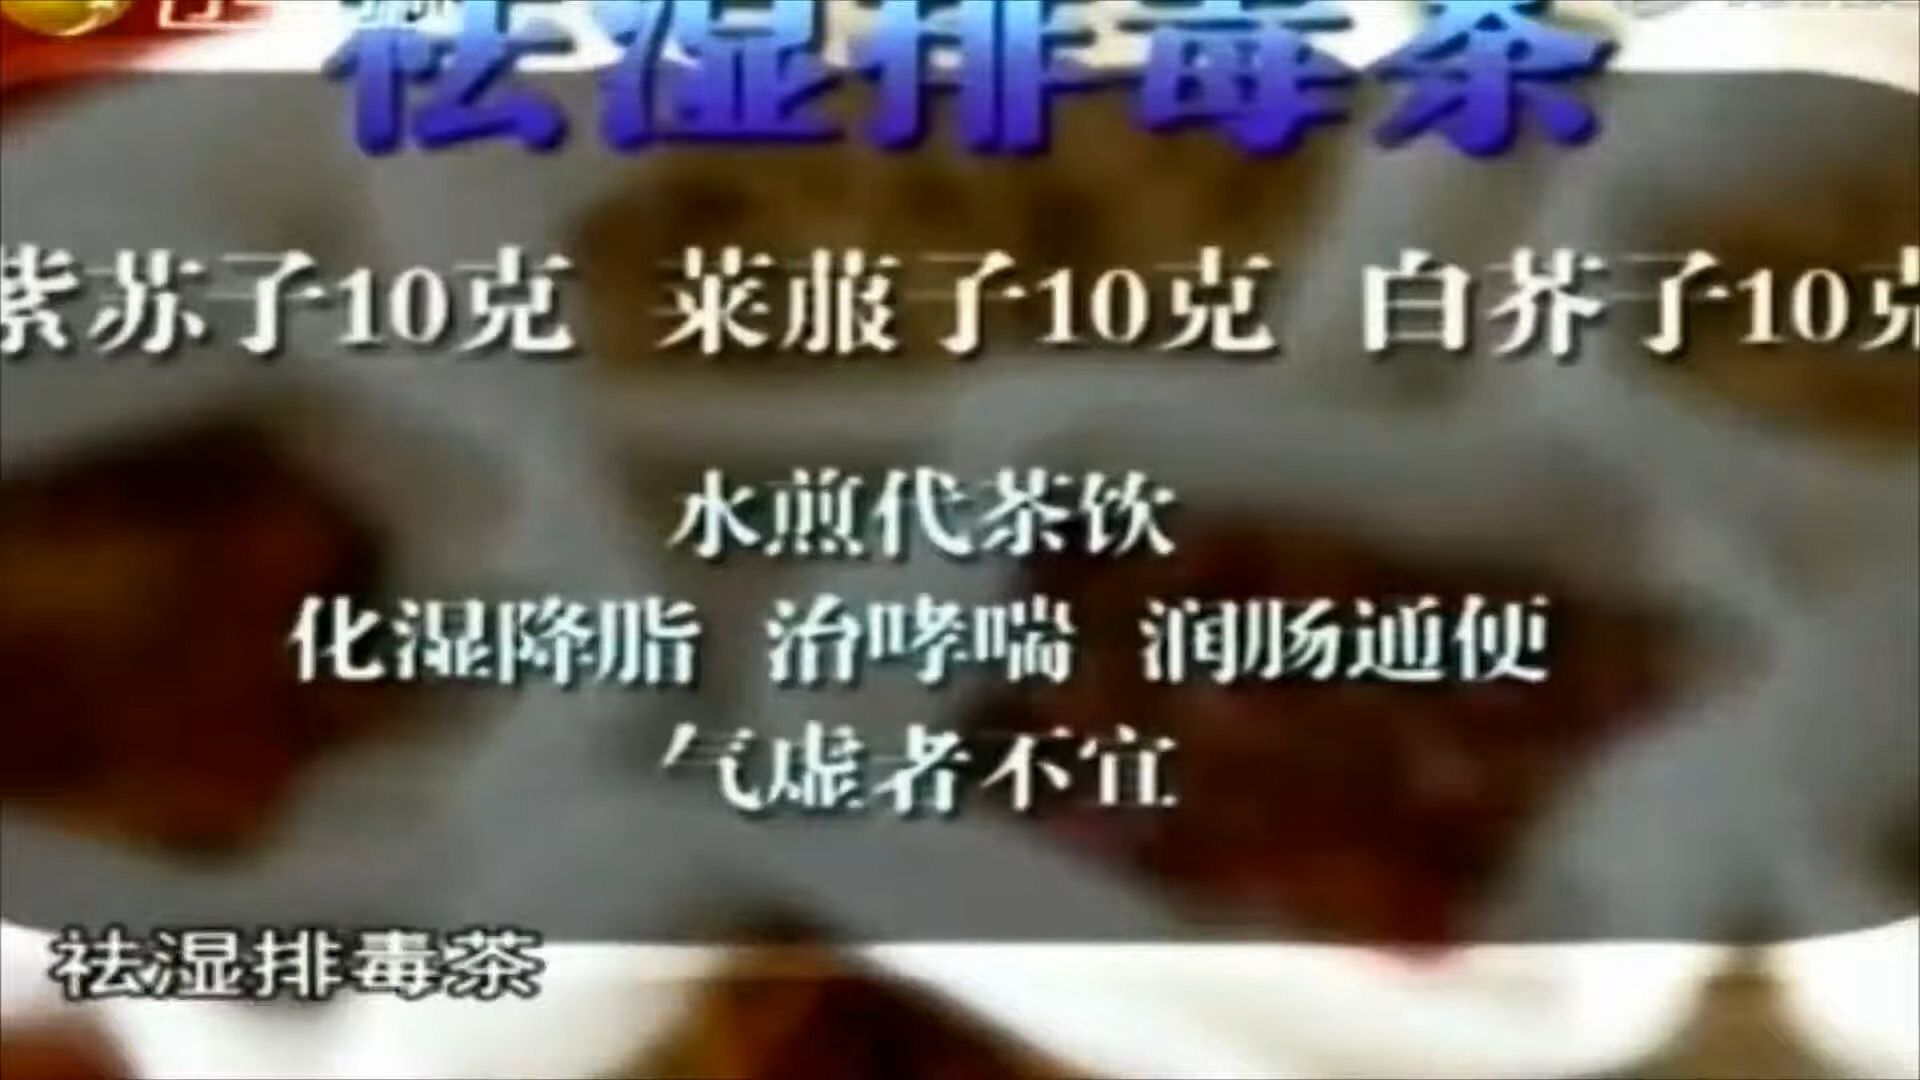 祛湿排毒茶
紫苏子10克 莱菔子10克 白芥子10克
水煎代茶饮
化湿降脂 治哮喘 润肠通便
气虚者不宜
祛湿排毒茶